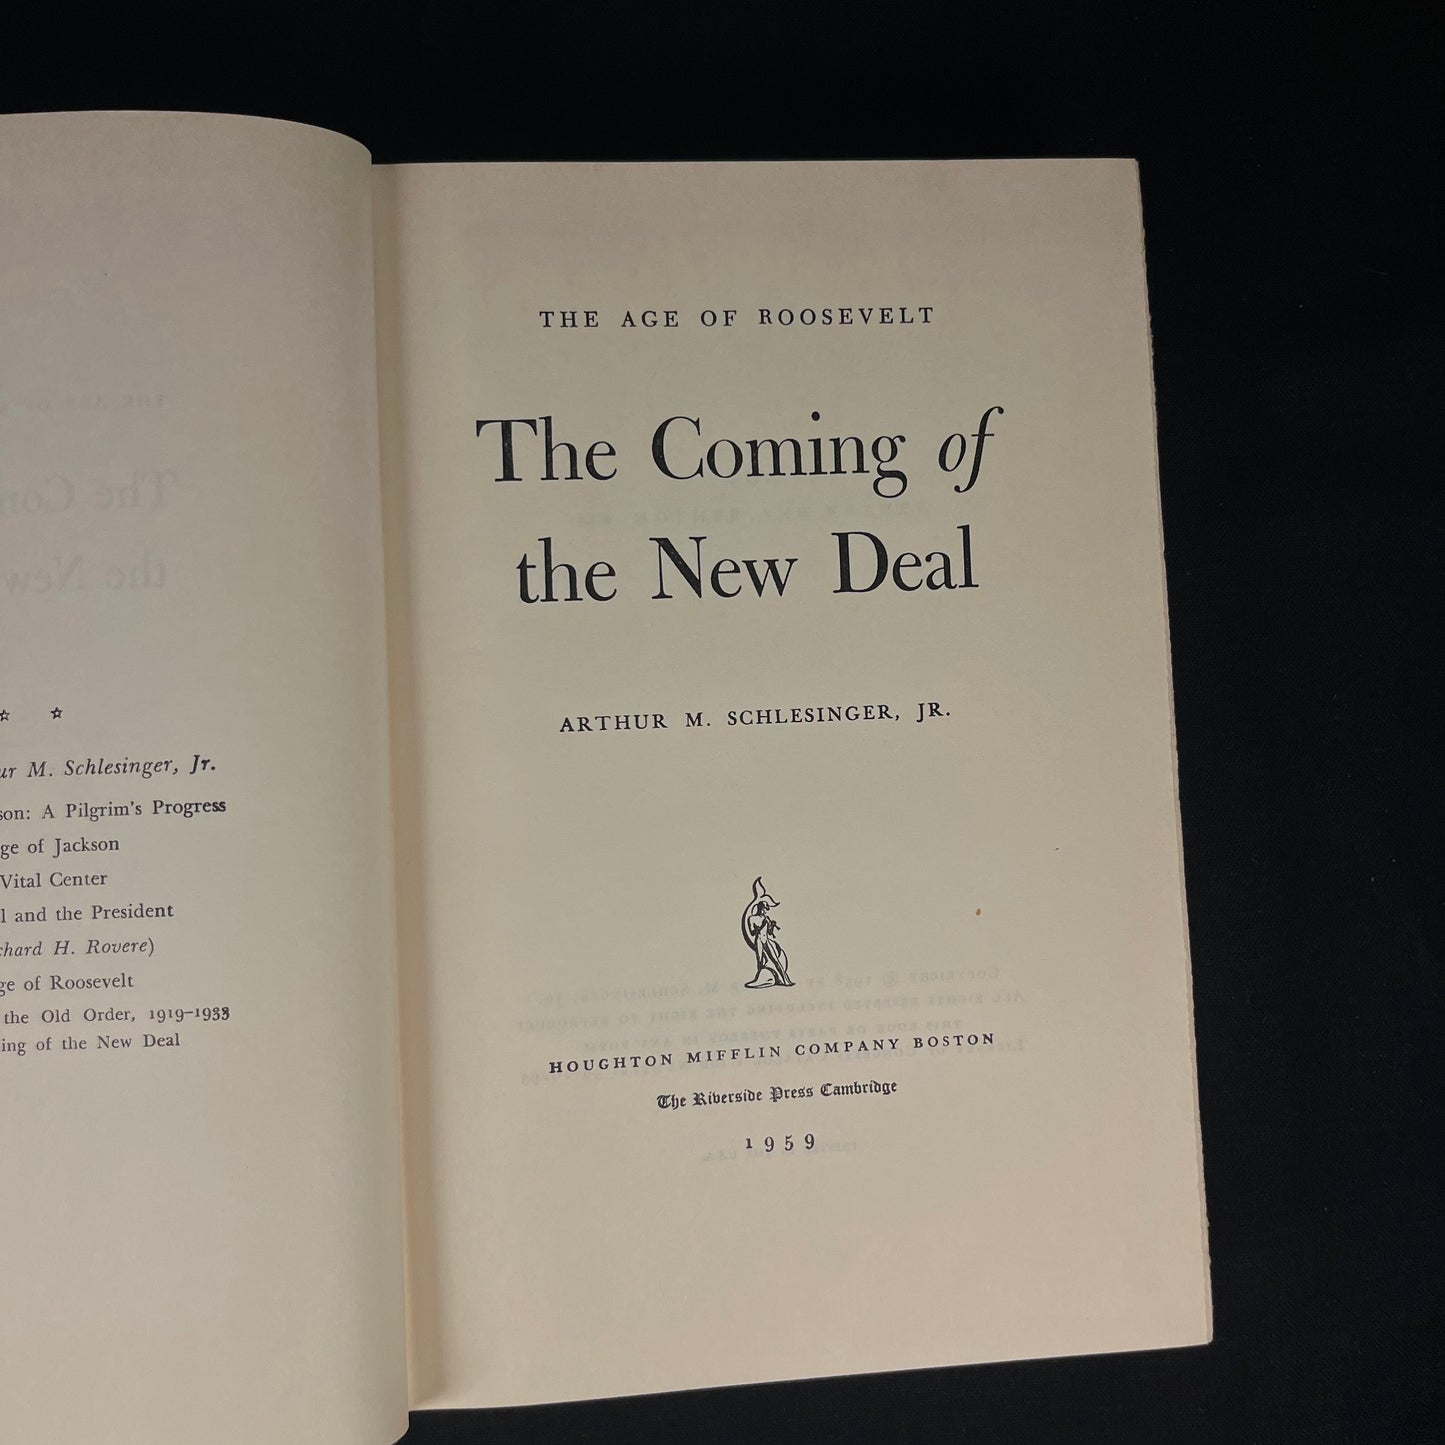 ur M. Schlesinger, Jr.
son: A Pilgrim's Progress
ge of Jackson
Vital Center
l and the President
chard H. Rovere)
ge of Roosevelt
the Old Order, 1919–1933
ing of the New Deal
THE AGE OF ROOSEVELT
The Coming of
the New Deal
ARTHUR M. SCHLESINGER, JR.
HOUGHTON MIFFLIN COMPANY BOSTON
The Riverside Press Cambridge
1959